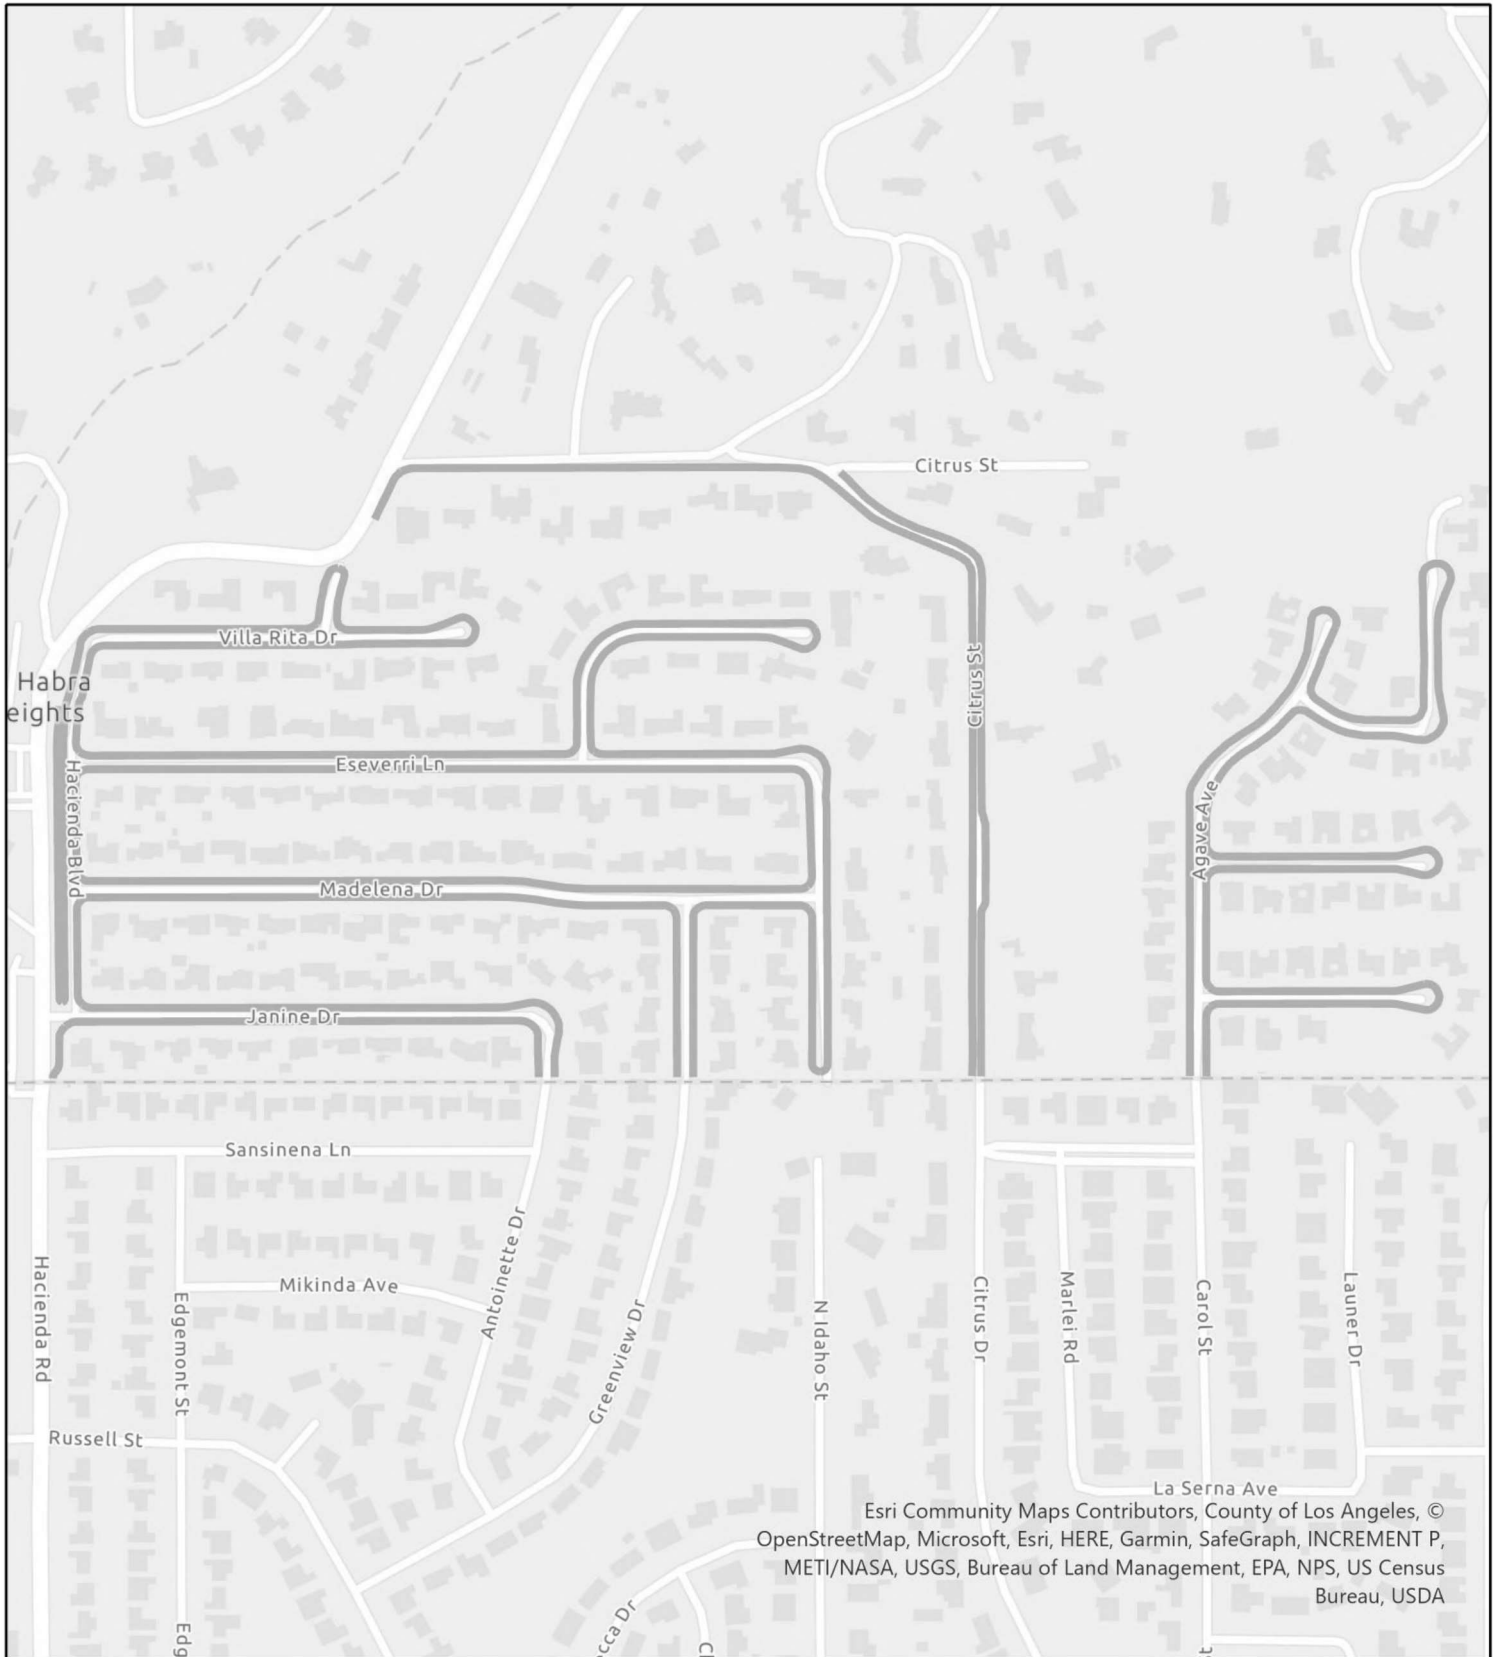 Citrus St
Villa Rita Dr
Habra
eights
Citrus St
Eseverri Ln
Hacienda Blvd
Agave Ave
Madelena Dr
Janine Dr
Sansinena Ln
Antoinette Dr
Hacienda Rd
Mikinda Ave
Edgemont St
Greenview Dr
N Idaho St
Citrus Dr
Marlei Rd
Carol St
Launer Dr
Russell St
La Serna Ave
Esri Community Maps Contributors, County of Los Angeles, ©
OpenStreetMap, Microsoft, Esri, HERE, Garmin, SafeGraph, INCREMENT P,
METI/NASA, USGS, Bureau of Land Management, EPA, NPS, US Census
Bureau, USDA
Edg
cca Dr